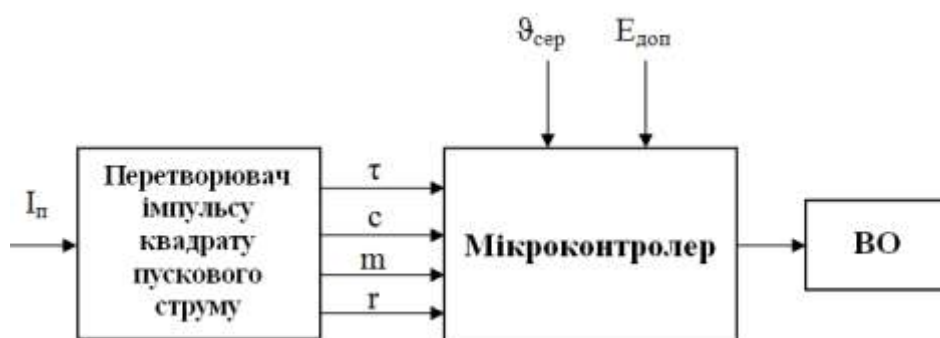 ϑсер
Eдоп
Iп
Перетворювач
імпульсу
квадрату
пускового
струму
τ
c
m
r
Мікроконтролер
ВО